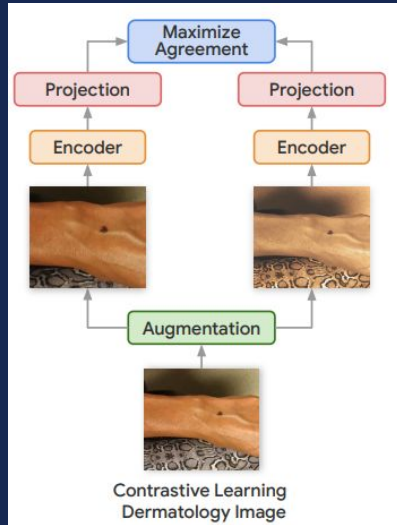 Maximize
Agreement
Projection
Projection
Encoder
Encoder
Augmentation
Contrastive Learning
Dermatology Image